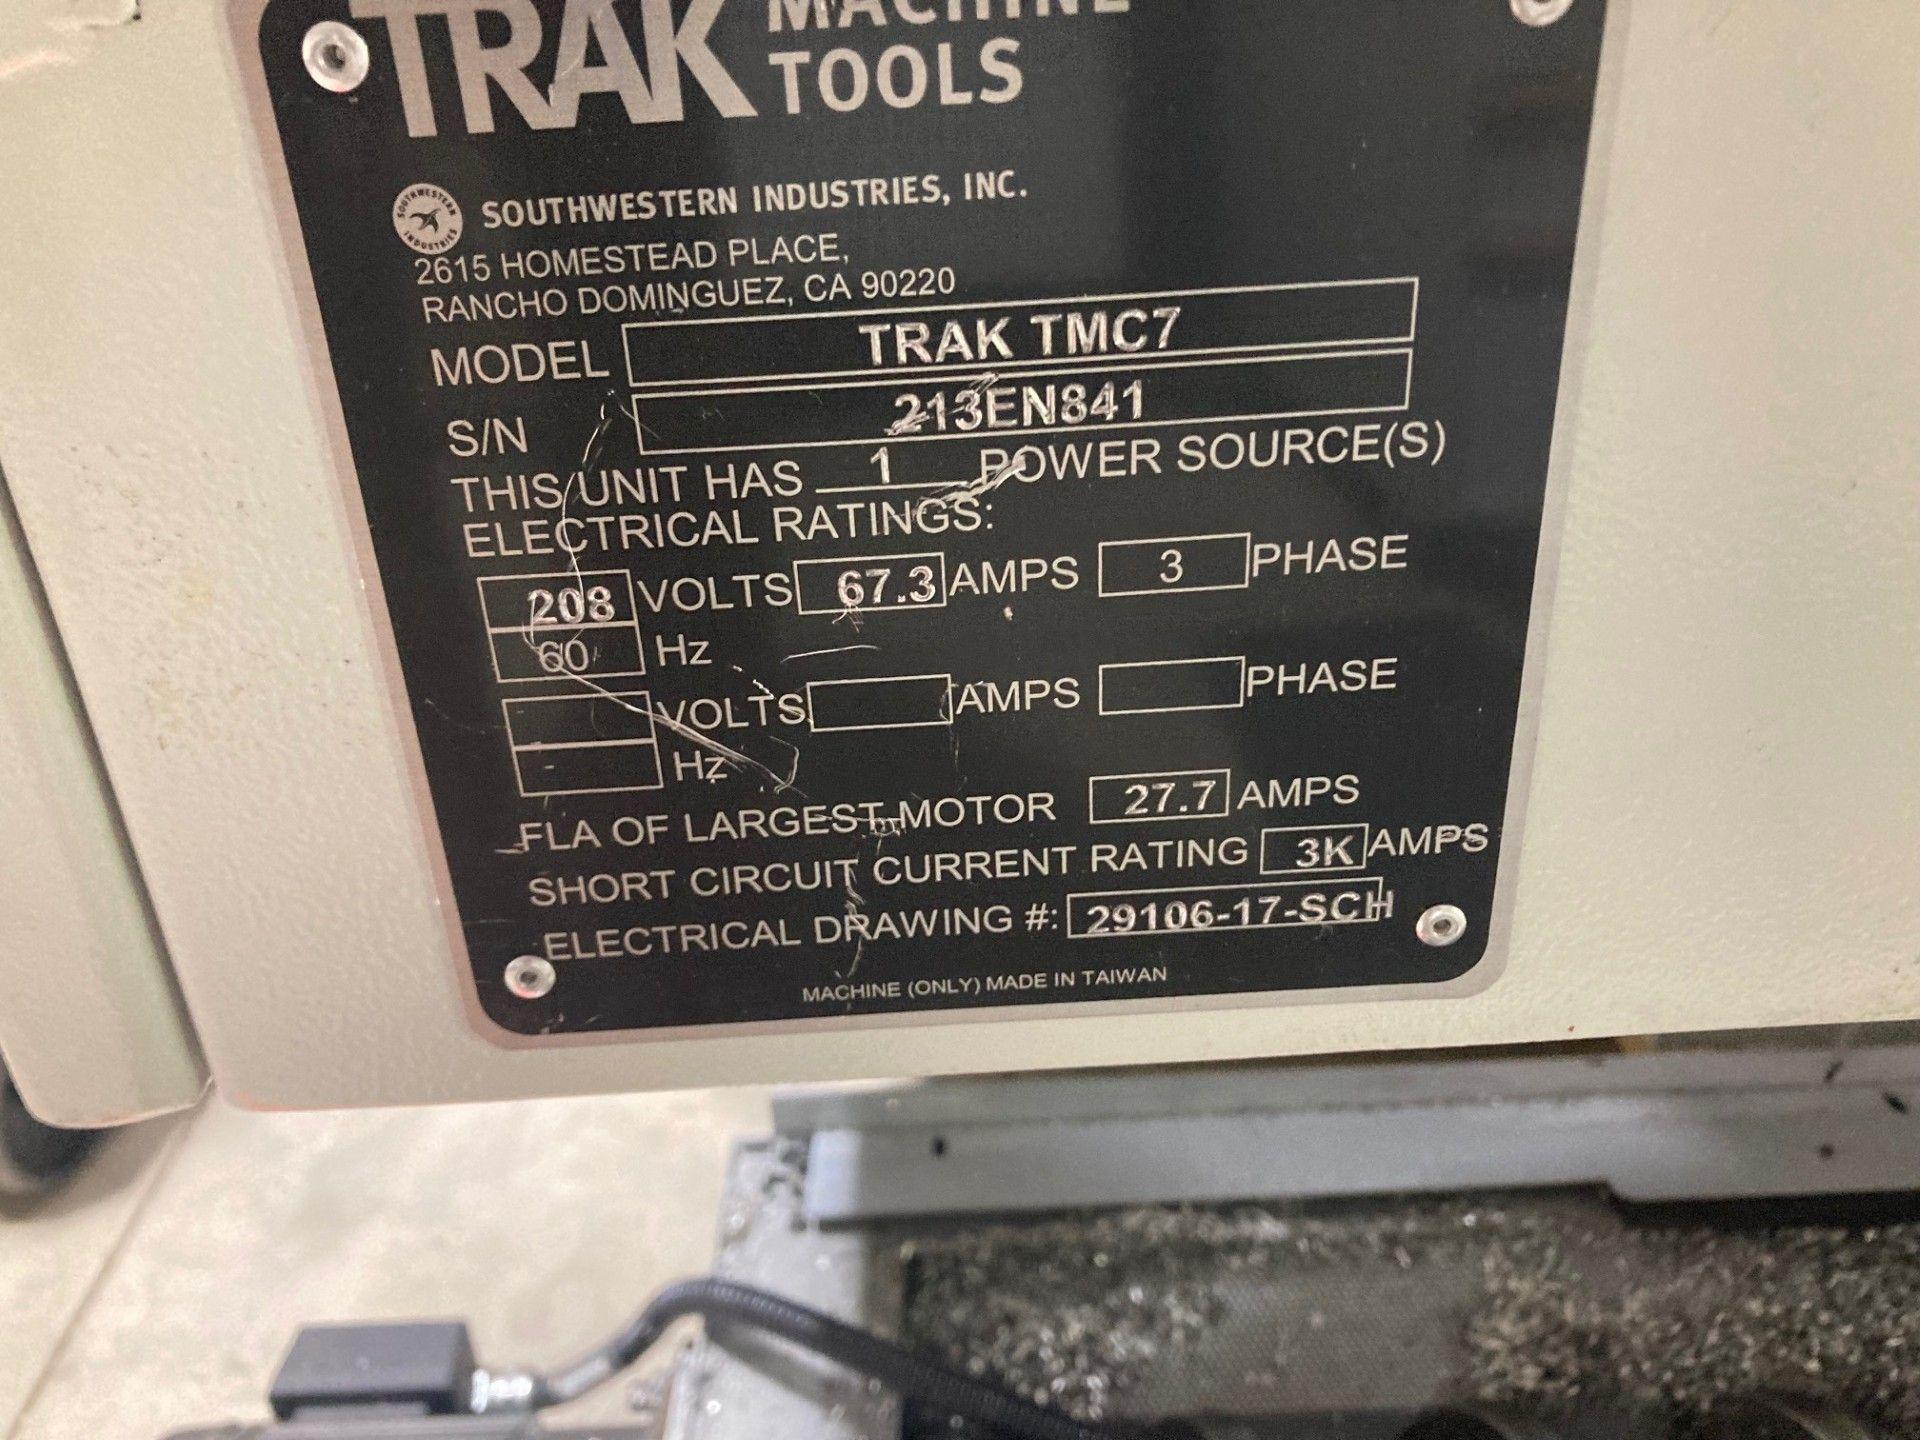 TRAK MACHINE
TOOLS
SOUTHWESTERN INDUSTRIES
SOUTHWESTERN INDUSTRIES, INC.
2615 HOMESTEAD PLACE,
RANCHO DOMINGUEZ, CA 90220
MODEL TRAK TMC7
S/N 213EN841
THIS UNIT HAS 1 POWER SOURCE(S)
ELECTRICAL RATINGS:
208 VOLTS 67.3 AMPS 3 PHASE
60 Hz
VOLTS AMPS PHASE
Hz
FLA OF LARGEST MOTOR 27.7 AMPS
SHORT CIRCUIT CURRENT RATING 3K AMPS
ELECTRICAL DRAWING #: 29106-17-SCH
MACHINE (ONLY) MADE IN TAIWAN